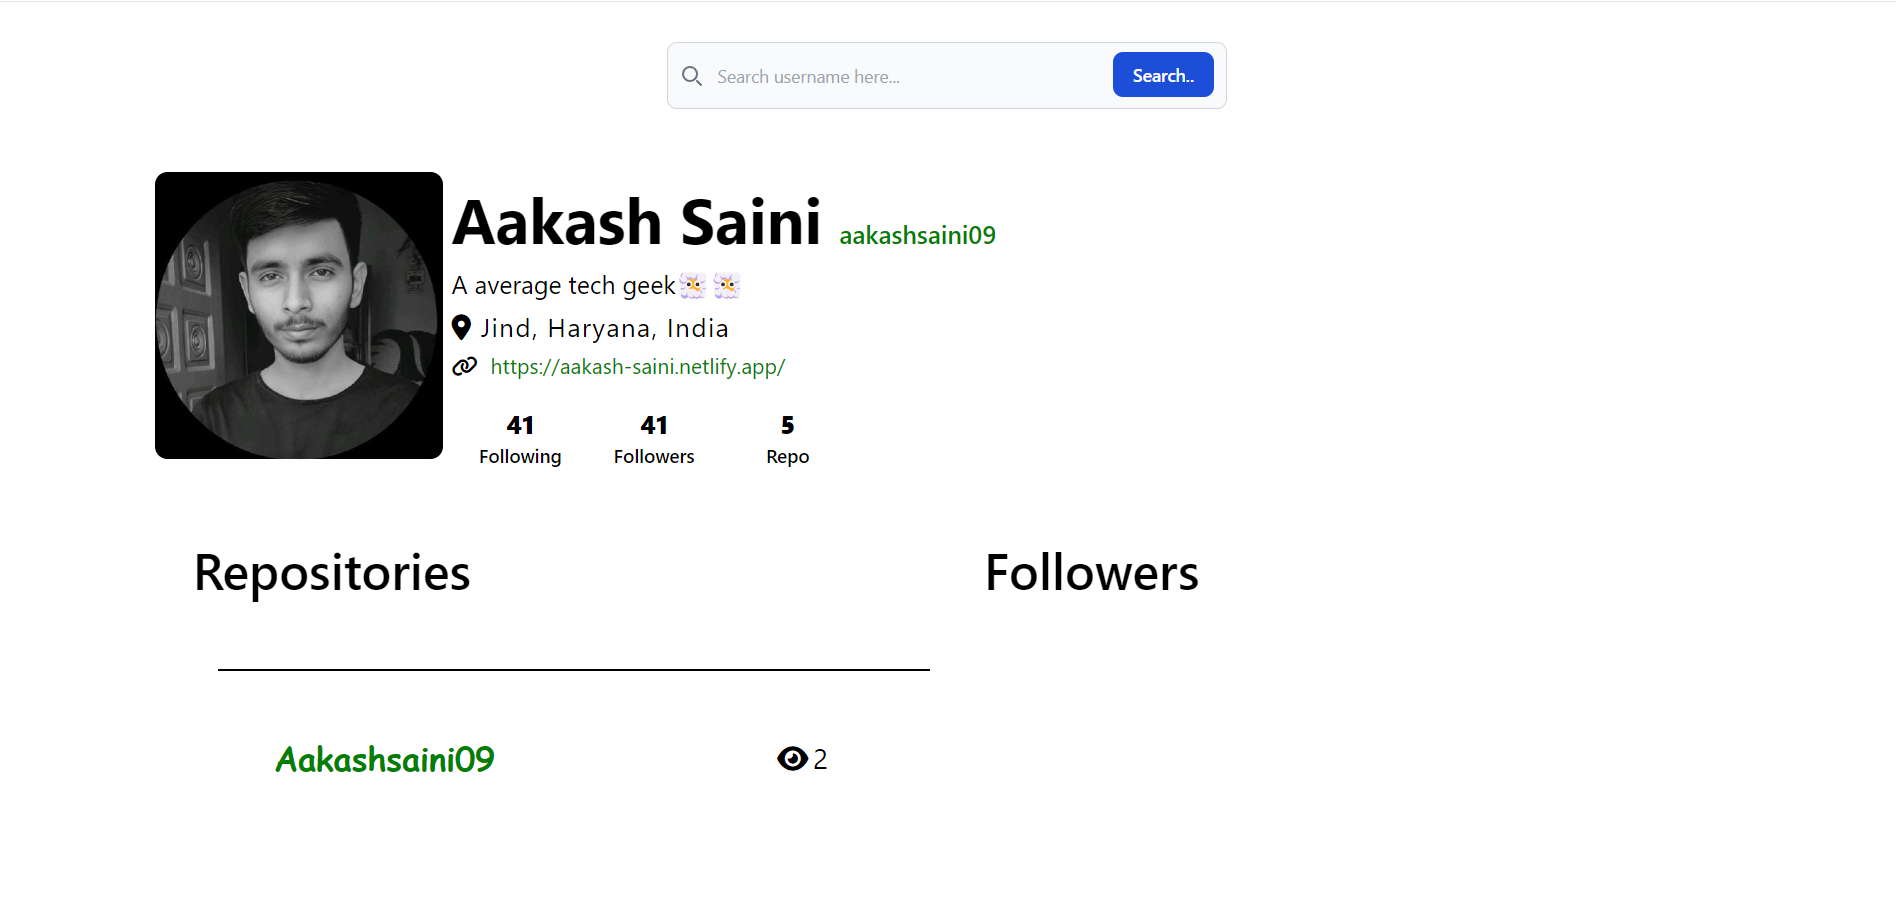 Search username here...
Search..
Aakash Saini aakashsaini09
A average tech geek
Jind, Haryana, India
https://aakash-saini.netlify.app/
41 41 5
Following Followers Repo
Repositories
Followers
Aakashsaini09 2